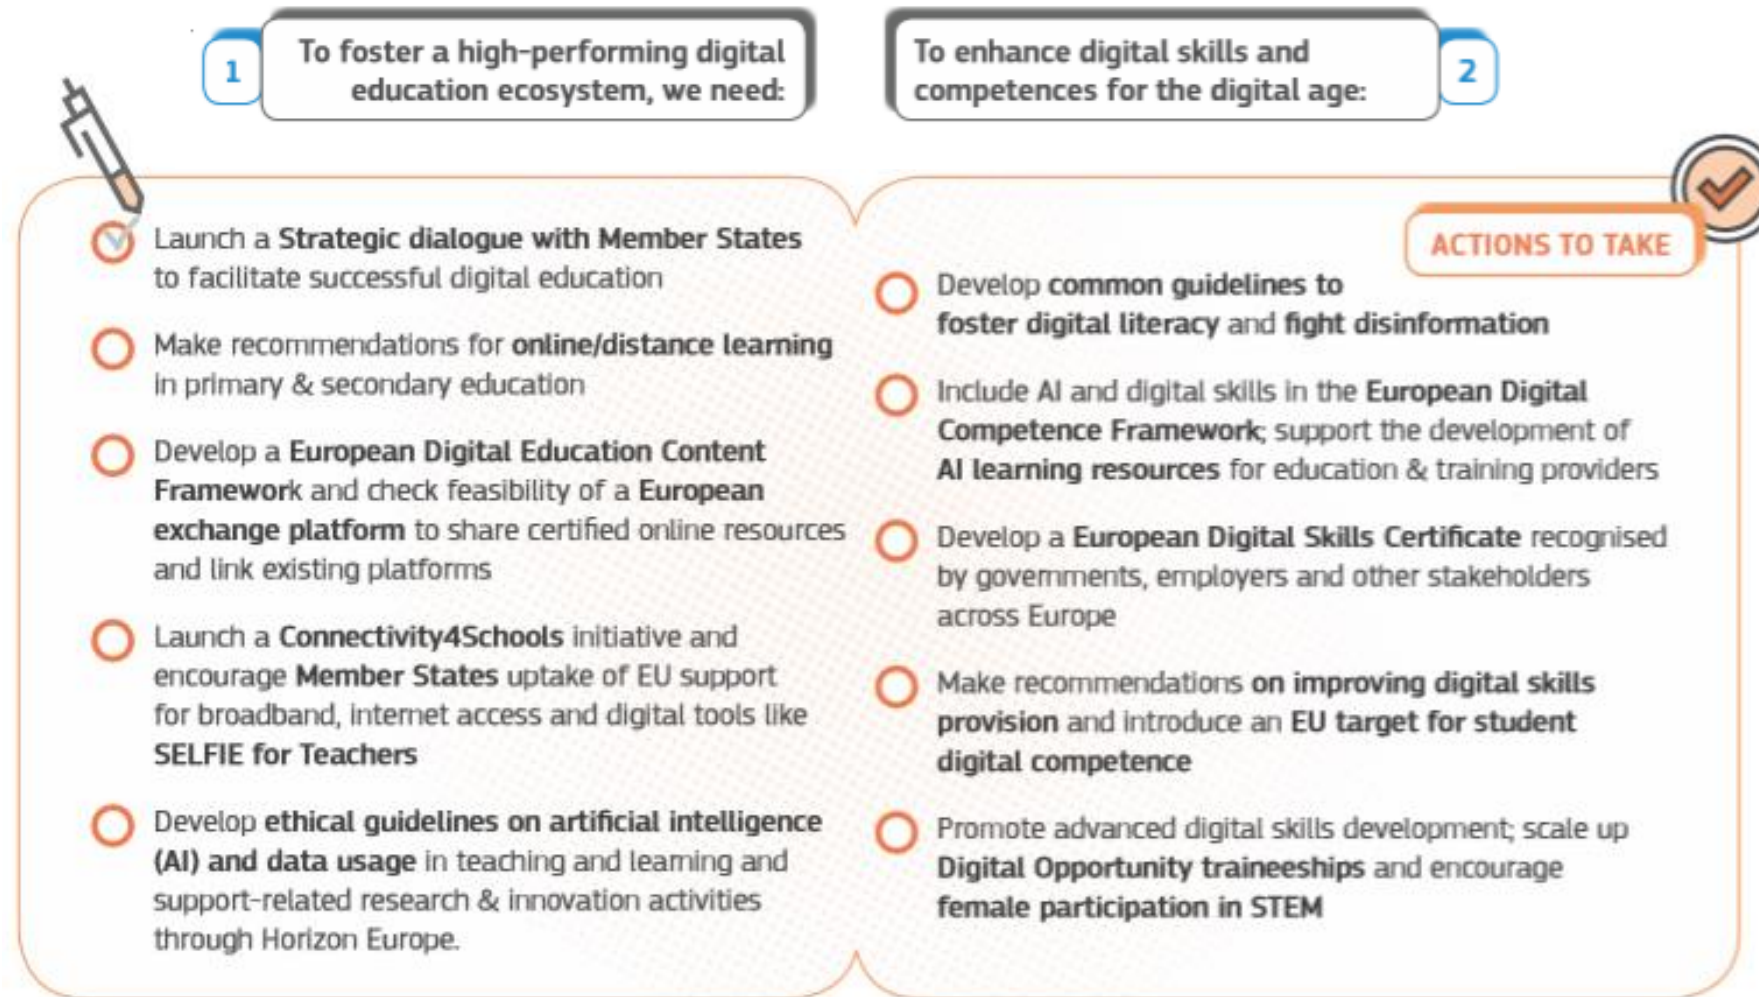 1
To foster a high-performing digital
education ecosystem, we need:
To enhance digital skills and
competences for the digital age:
2
Launch a Strategic dialogue with Member States
to facilitate successful digital education
Make recommendations for online/distance learning
in primary & secondary education
Develop a European Digital Education Content
Framework and check feasibility of a European
exchange platform to share certified online resources
and link existing platforms
Launch a Connectivity4Schools initiative and
encourage Member States uptake of EU support
for broadband, internet access and digital tools like
SELFIE for Teachers
Develop ethical guidelines on artificial intelligence
(AI) and data usage in teaching and learning and
support-related research & innovation activities
through Horizon Europe.
ACTIONS TO TAKE
Develop common guidelines to
foster digital literacy and fight disinformation
Include AI and digital skills in the European Digital
Competence Framework; support the development of
AI learning resources for education & training providers
Develop a European Digital Skills Certificate recognised
by governments, employers and other stakeholders
across Europe
Make recommendations on improving digital skills
provision and introduce an EU target for student
digital competence
Promote advanced digital skills development; scale up
Digital Opportunity traineeships and encourage
female participation in STEM